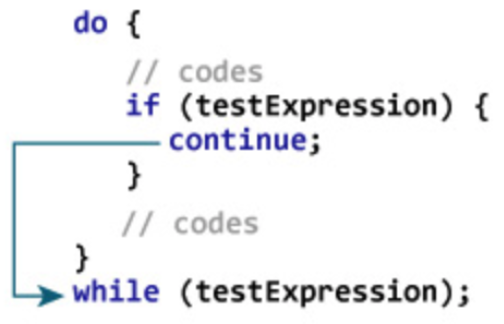 do {
// codes
if (testExpression) {
continue;
}
// codes
}
while (testExpression);